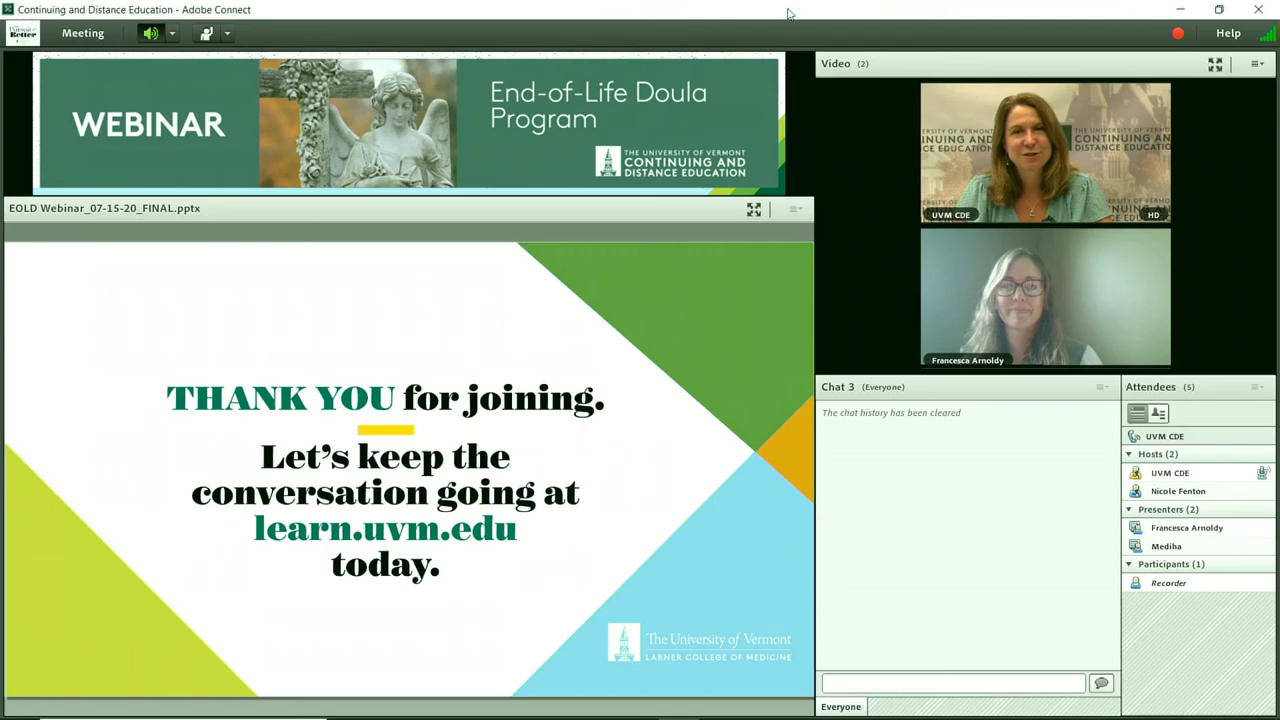 Continuing and Distance Education - Adobe Connect
Pursuit
Better
Meeting
Help
WEBINAR
End-of-Life Doula
Program
THE UNIVERSITY OF VERMONT
CONTINUING AND
DISTANCE EDUCATION
Video (2)
UVM CDE
HD
Francesca Arnoldy
EOLD Webinar_07-15-20_FINAL.pptx
THANK YOU for joining.
Let's keep the
conversation going at
learn.uvm.edu
today.
The University of Vermont
LARNER COLLEGE OF MEDICINE
Chat 3 (Everyone)
The chat history has been cleared
Everyone
Attendees (5)
UVM CDE
Hosts (2)
UVM CDE
Nicole Fenton
Presenters (2)
Francesca Arnoldy
Mediha
Participants (1)
Recorder